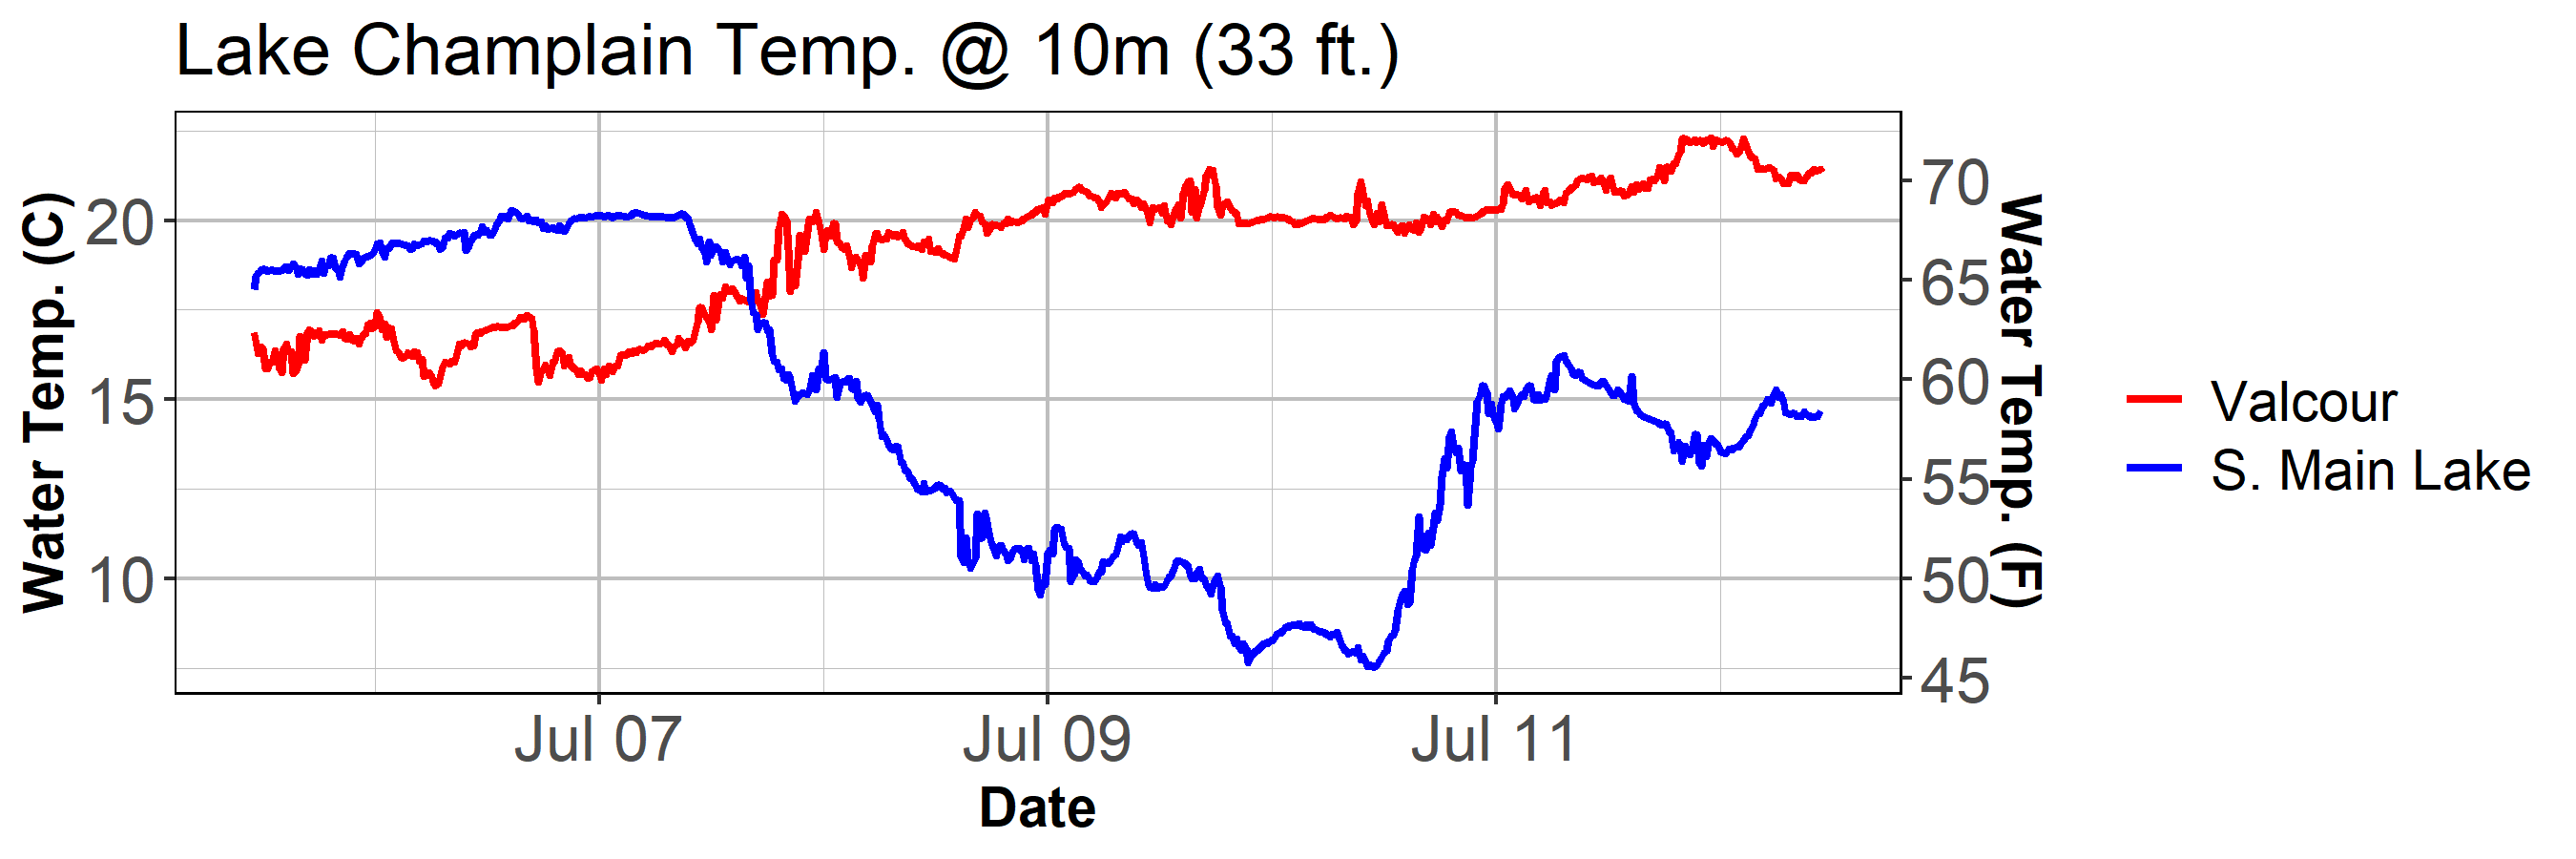 Lake Champlain Temp. @ 10m (33 ft.)
Water Temp. (C)
20
15
10
70
65
60
55
50
45
Water Temp. (F)
Jul 07
Jul 09
Jul 11
Date
Valcour
S. Main Lake